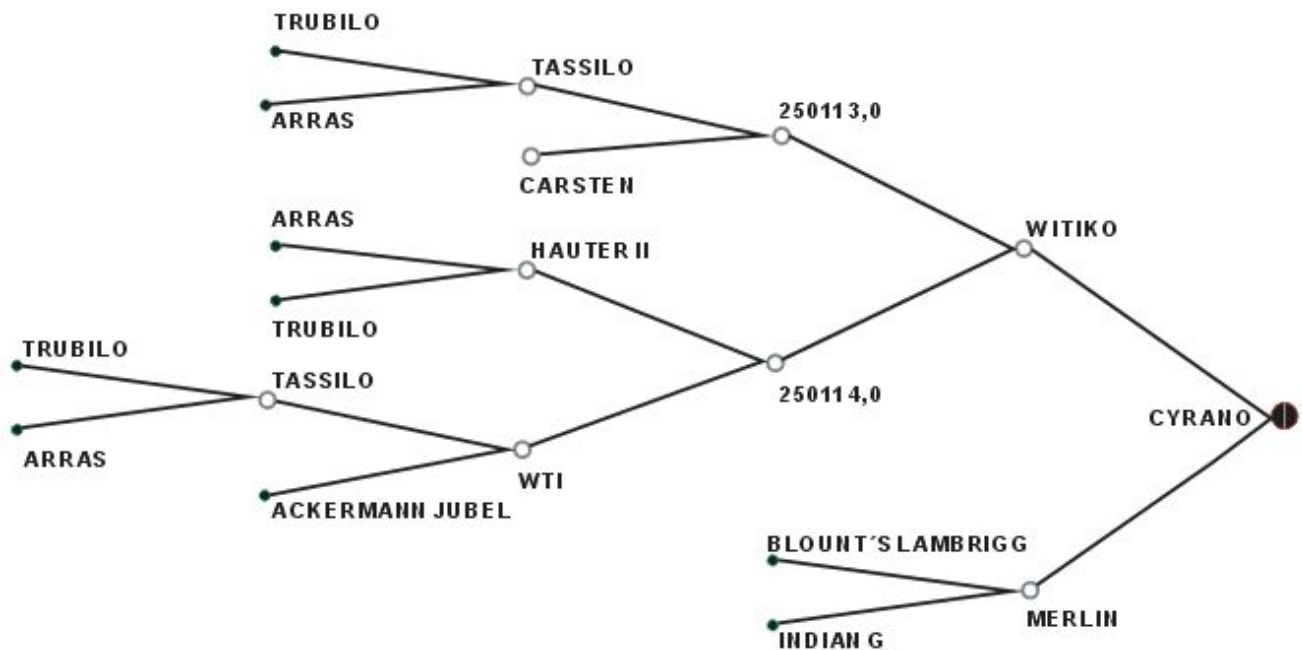 TRUBILO
TASSILO
250113,0
ARRAS
CARSTEN
ARRAS
WITIKO
HAUTER II
TRUBILO
TRUBILO
TASSILO
250114,0
CYRANO
ARRAS
WTI
ACKERMANN JUBEL
BLOUNT´S LAMBRIGG
MERLIN
INDIAN G